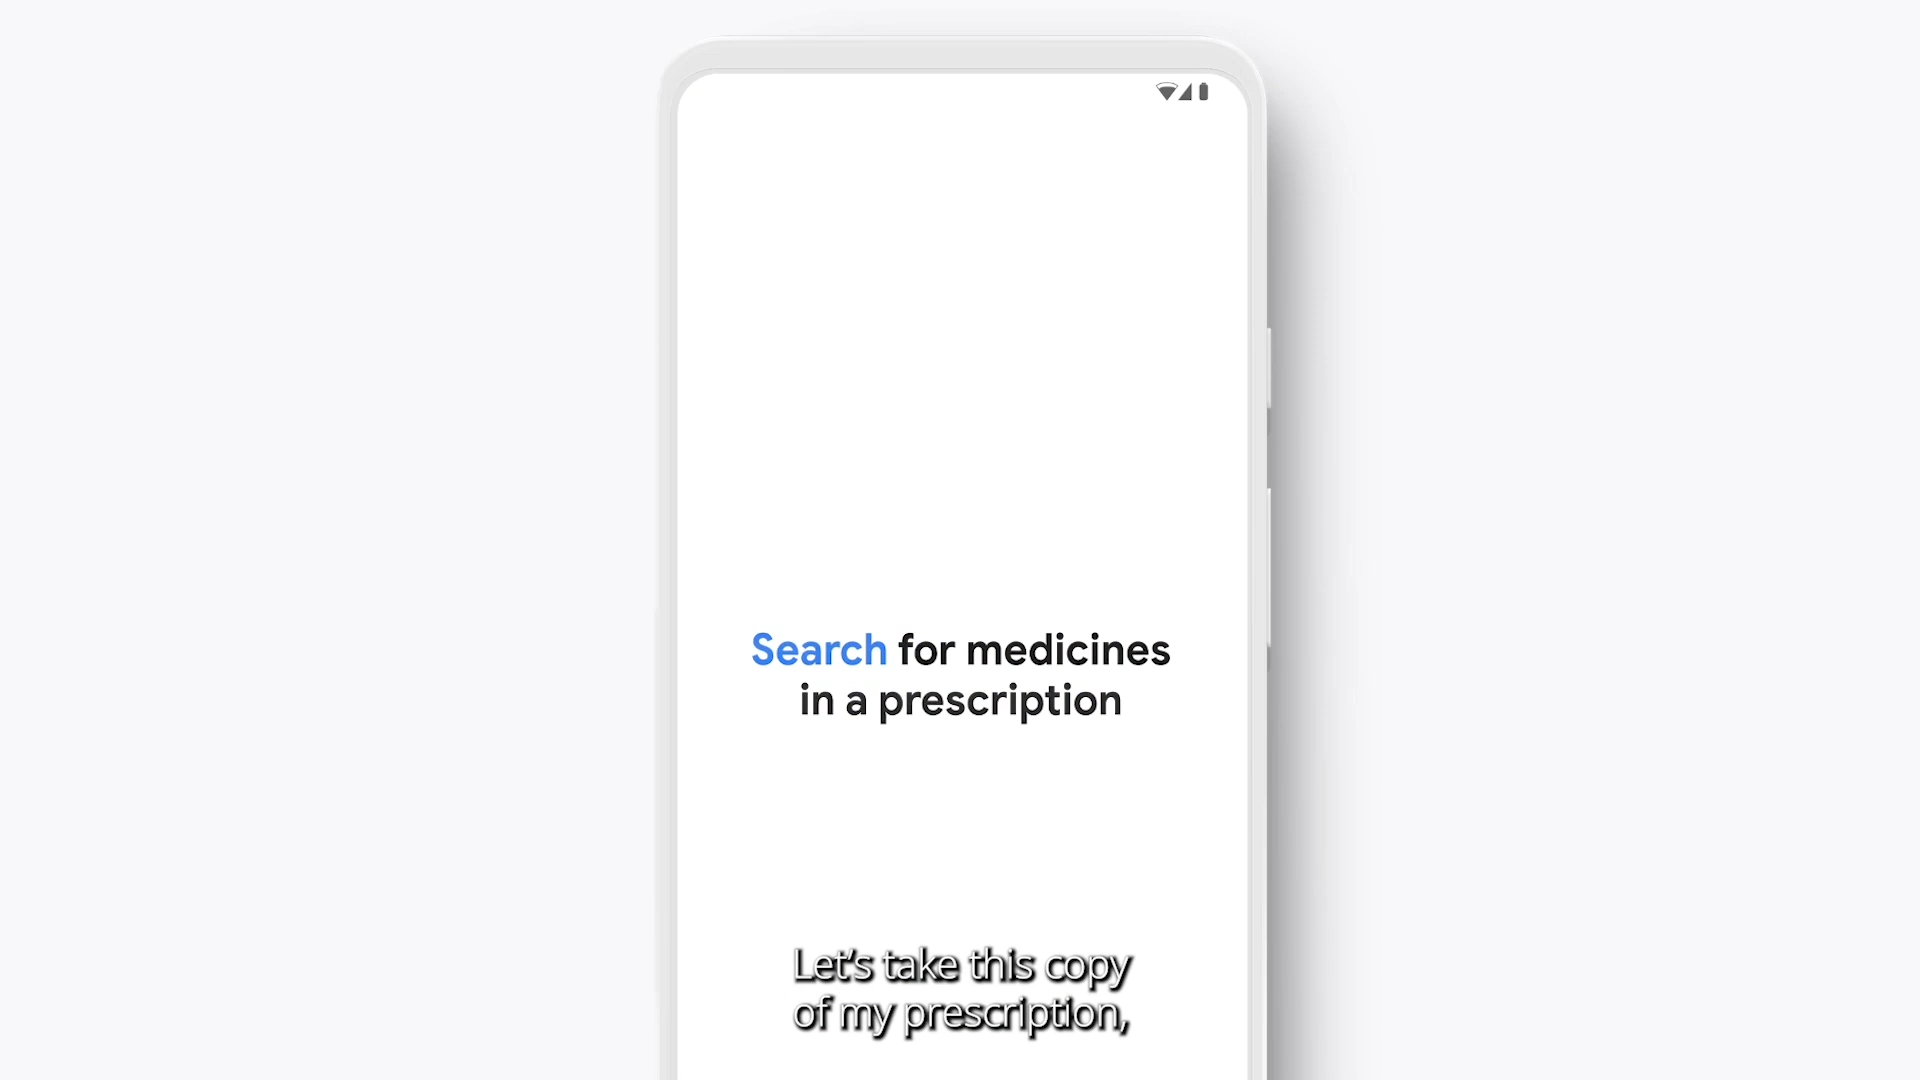 Search for medicines
in a prescription
Let's take this copy
of my prescription,